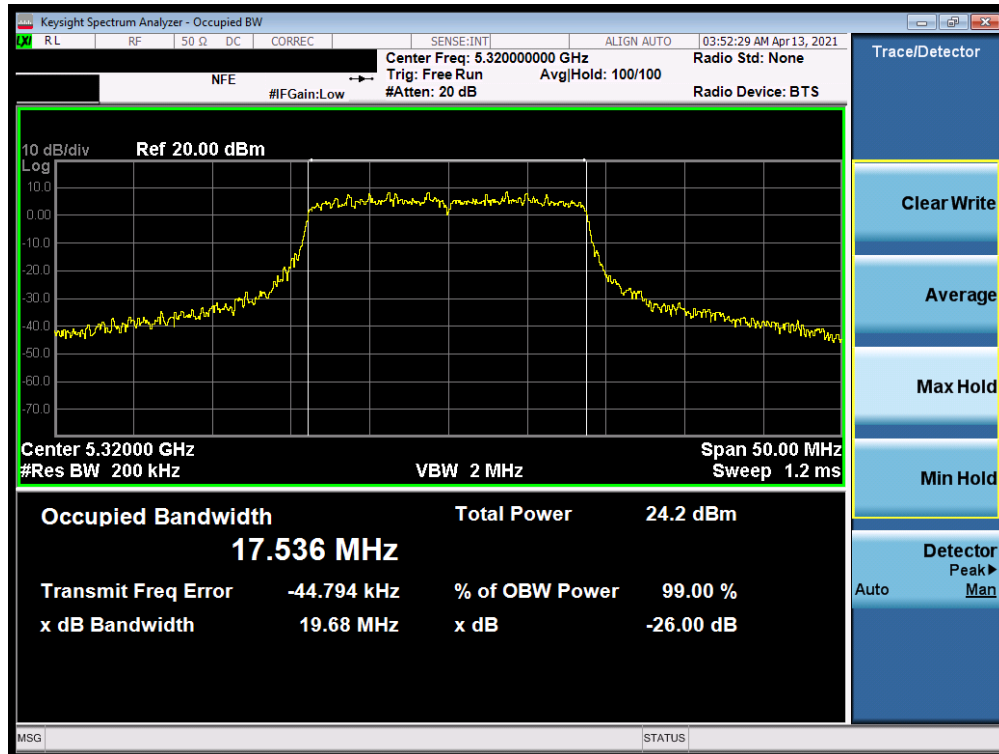 Keysight Spectrum Analyzer - Occupied BW
LXI RL RF 50 Ω DC CORREC SENSE:INT ALIGN AUTO 03:52:29 AM Apr 13, 2021
Center Freq: 5.320000000 GHz Radio Std: None
NFE Trig: Free Run Avg|Hold: 100/100
#IFGain:Low #Atten: 20 dB Radio Device: BTS
Trace/Detector
10 dB/div Ref 20.00 dBm
Log
10.0
0.00
-10.0
-20.0
-30.0
-40.0
-50.0
-60.0
-70.0
Center 5.32000 GHz Span 50.00 MHz
#Res BW 200 kHz VBW 2 MHz Sweep 1.2 ms
Clear Write
Average
Max Hold
Min Hold
Detector
Peak▶
Auto Man
Occupied Bandwidth Total Power 24.2 dBm
17.536 MHz
Transmit Freq Error -44.794 kHz % of OBW Power 99.00 %
x dB Bandwidth 19.68 MHz x dB -26.00 dB
MSG STATUS